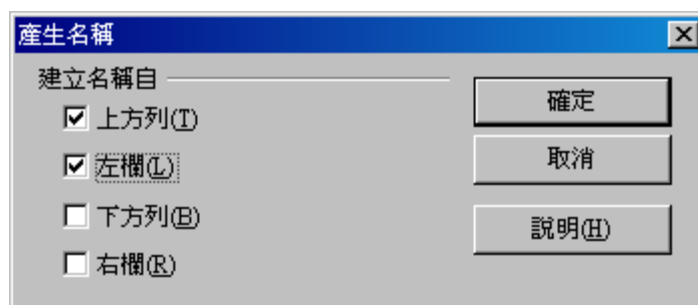 產生名稱
建立名稱自
上方列(T)
左欄(L)
下方列(B)
右欄(R)
確定
取消
說明(H)